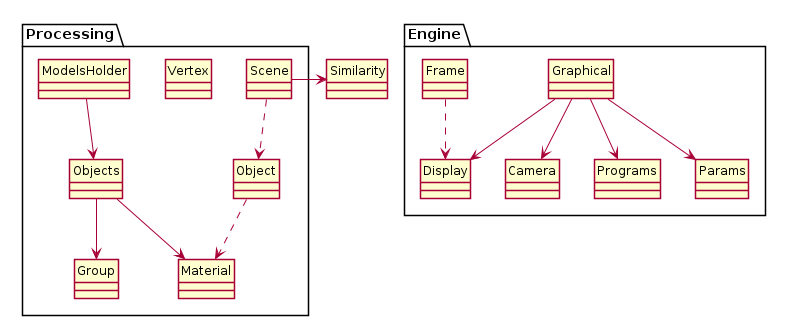 Processing
Engine
ModelsHolder
Vertex
Scene
Similarity
Frame
Graphical
Objects
Object
Display
Camera
Programs
Params
Group
Material